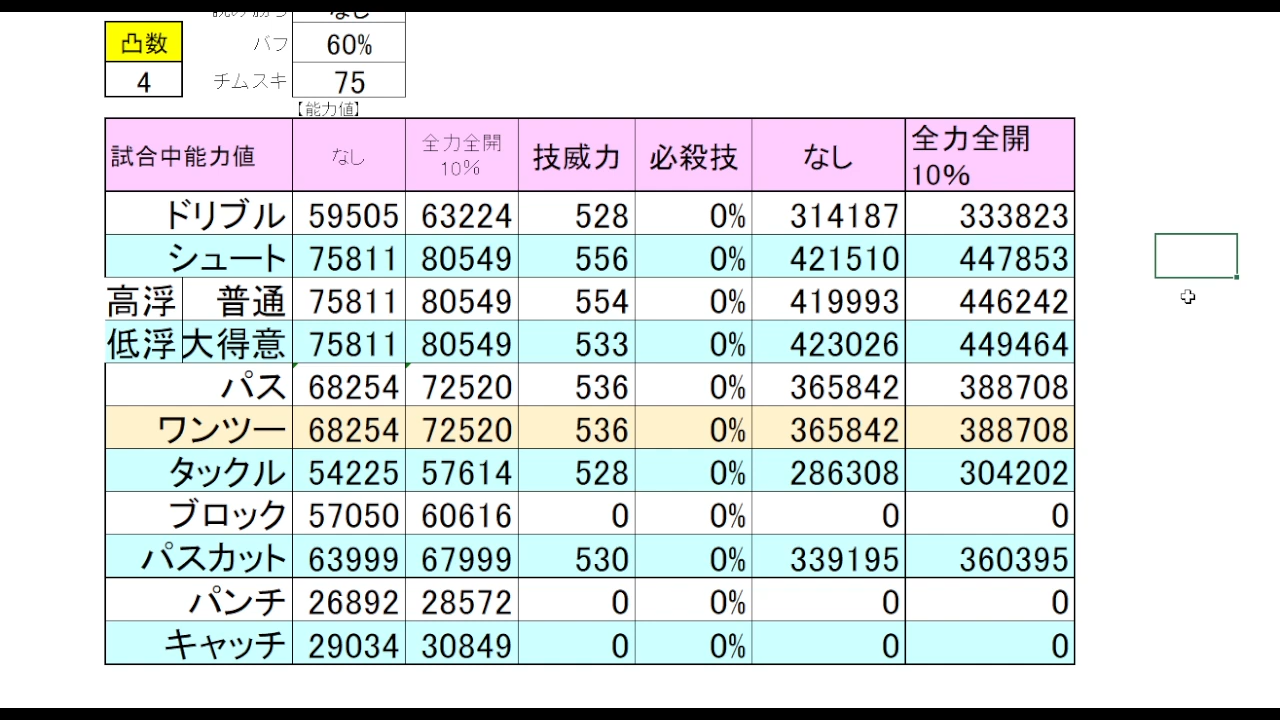 凸数 バフ 60%
4 チムスキ 75
【能力値】
試合中能力値 なし 全力全開 10% 技威力 必殺技 なし 全力全開 10%
ドリブル 59505 63224 528 0% 314187 333823
シュート 75811 80549 556 0% 421510 447853
高浮 普通 75811 80549 554 0% 419993 446242
低浮 大得意 75811 80549 533 0% 423026 449464
パス 68254 72520 536 0% 365842 388708
ワンツー 68254 72520 536 0% 365842 388708
タックル 54225 57614 528 0% 286308 304202
ブロック 57050 60616 0 0% 0 0
パスカット 63999 67999 530 0% 339195 360395
パンチ 26892 28572 0 0% 0 0
キャッチ 29034 30849 0 0% 0 0